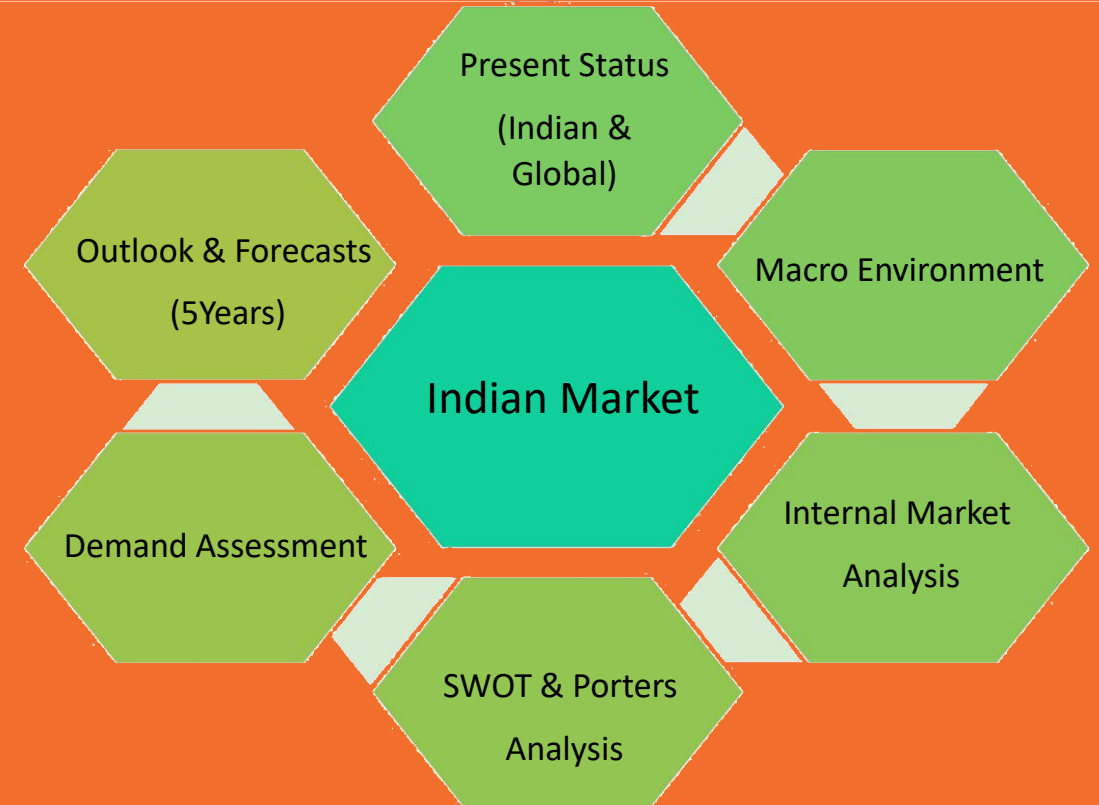 Present Status
(Indian &
Global)
Macro Environment
Internal Market
Analysis
SWOT & Porters
Analysis
Demand Assessment
Outlook & Forecasts
(5Years)
Indian Market